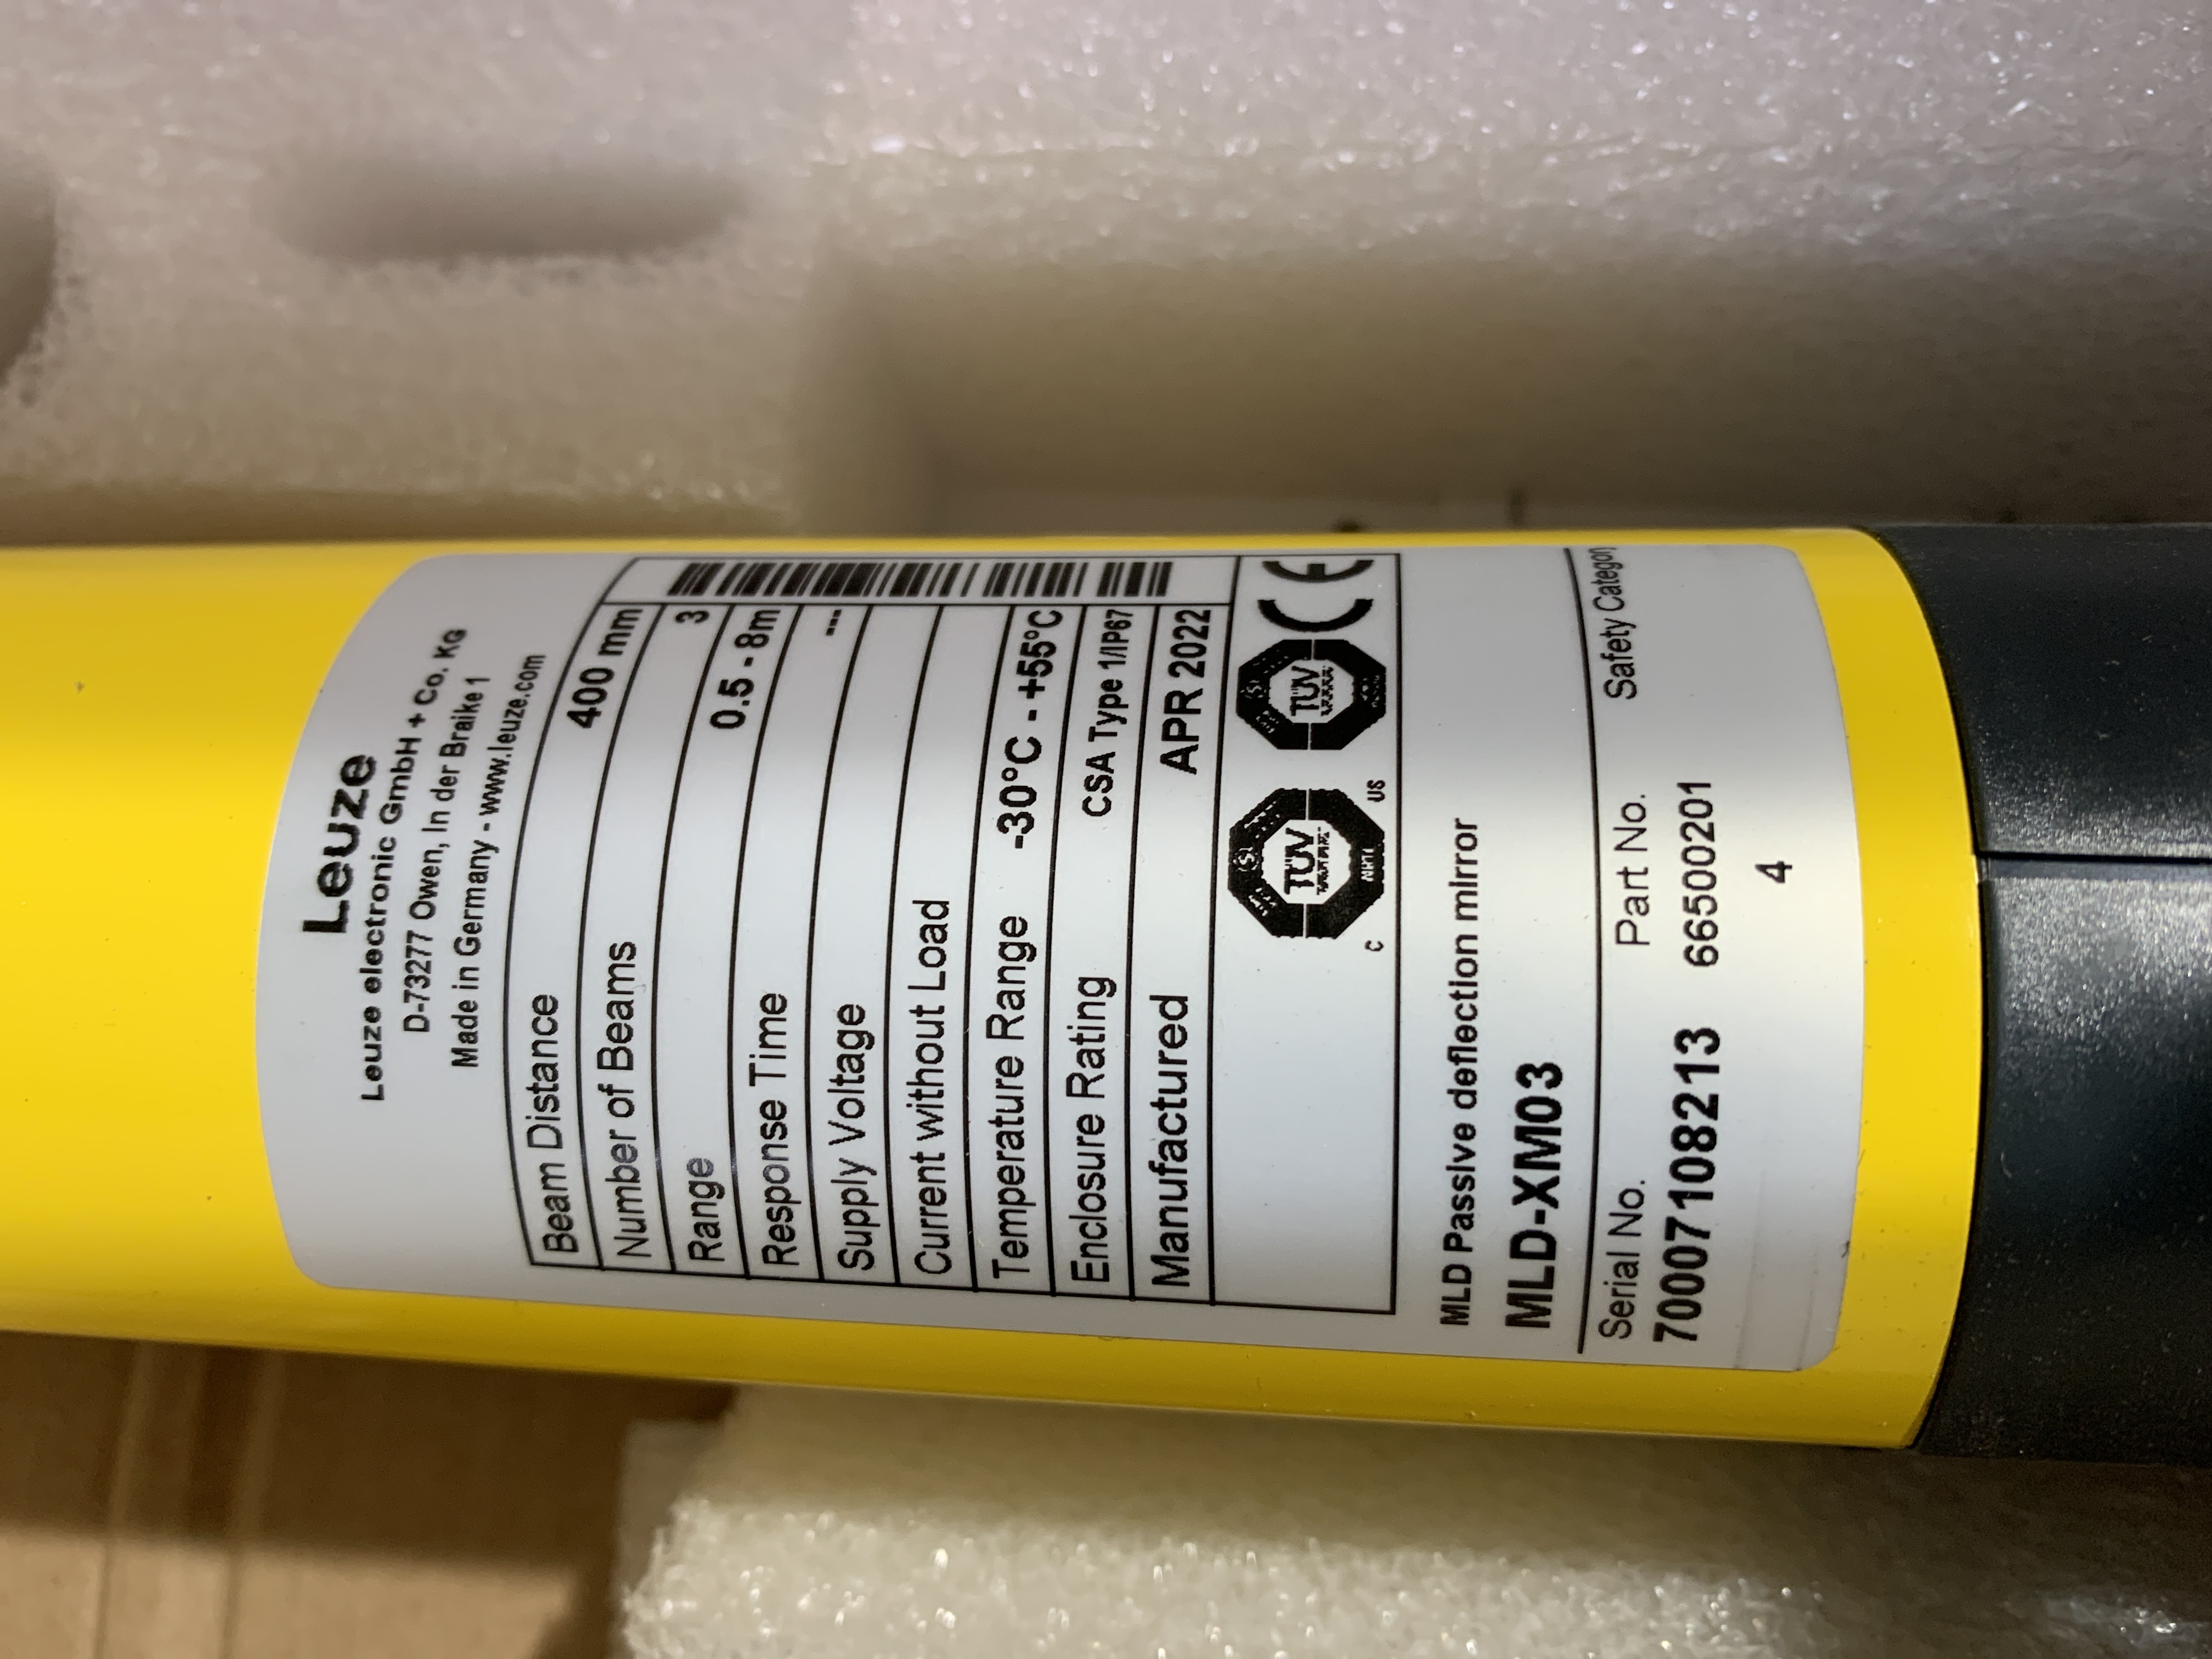 Leuze
Leuze electronic GmbH + Co. KG
D-73277 Owen, In der Braike 1
Made in Germany - www.leuze.com
Beam Distance 400 mm
Number of Beams 3
Range 0.5 - 8m
Response Time ---
Supply Voltage
Current without Load
Temperature Range -30°C - +55°C
Enclosure Rating CSA Type 1/IP67
Manufactured APR 2022
TÜV TÜV CE
C US
MLD Passive deflection mirror
MLD-XM03
Serial No. Part No. Safety Category
70007108213 66500201
4